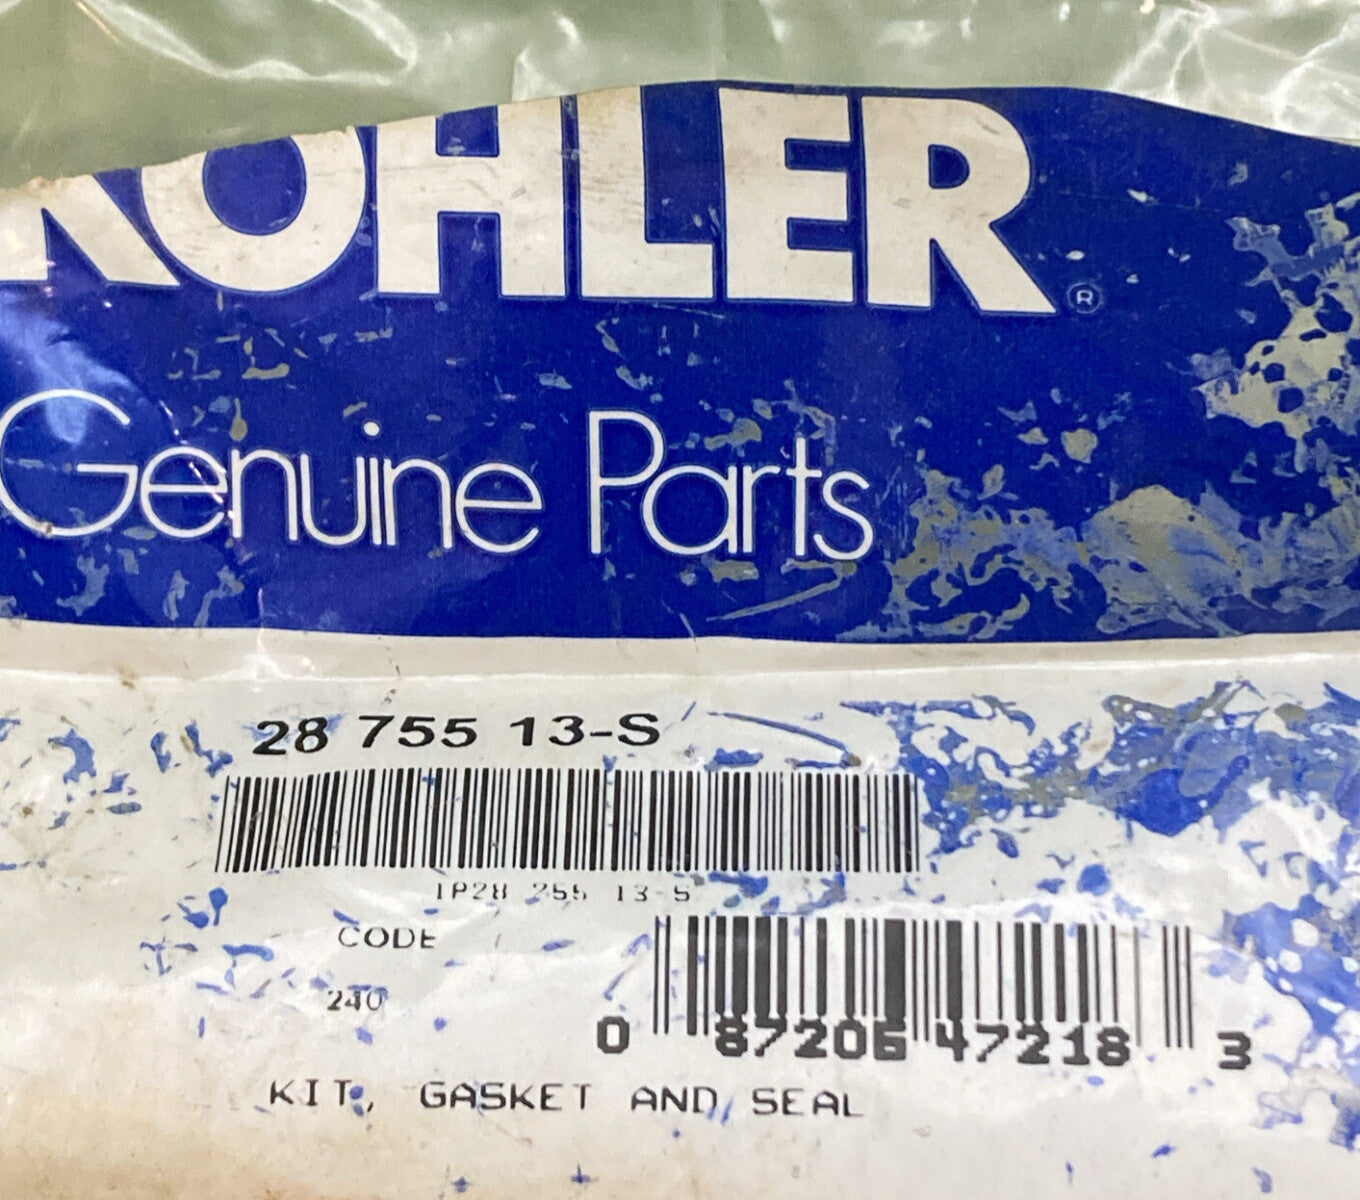 KOHLER®
Genuine Parts
28 755 13-S
1P28 755 13-S
CODE
240
0 87206 47218 3
KIT, GASKET AND SEAL